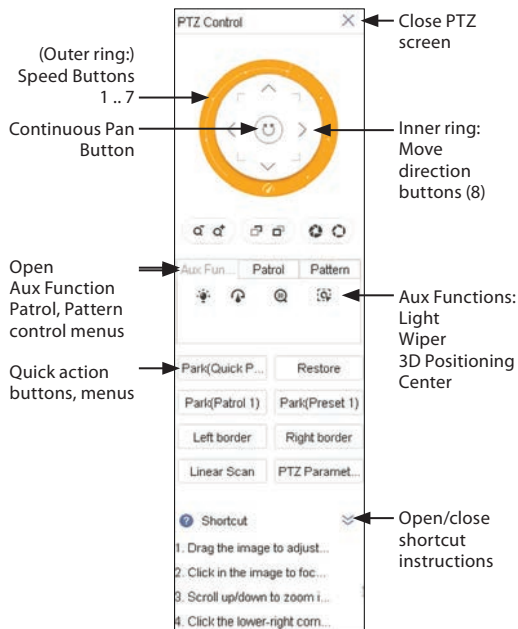 PTZ Control
Close PTZ
screen
(Outer ring:)
Speed Buttons
1 .. 7
Continuous Pan
Button
Inner ring:
Move
direction
buttons (8)
Open
Aux Function
Patrol, Pattern
control menus
Aux Fun...
Patrol
Pattern
Aux Functions:
Light
Wiper
3D Positioning
Center
Quick action
buttons, menus
Park(Quick P...
Restore
Park(Patrol 1)
Park(Preset 1)
Left border
Right border
Linear Scan
PTZ Paramet...
Shortcut
Open/close
shortcut
instructions
1. Drag the image to adjust...
2. Click in the image to foc...
3. Scroll up/down to zoom i...
4. Click the lower-right corn...